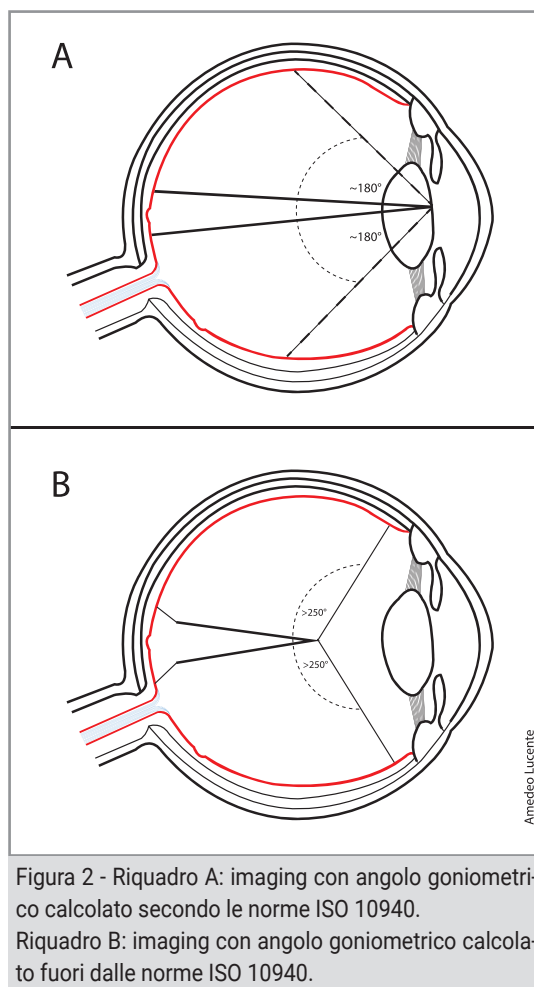 A
~180°
~180°
B
>250°
>250°
Amedeo Lucente
Figura 2 - Riquadro A: imaging con angolo goniometri-
co calcolato secondo le norme ISO 10940.
Riquadro B: imaging con angolo goniometrico calcola-
to fuori dalle norme ISO 10940.